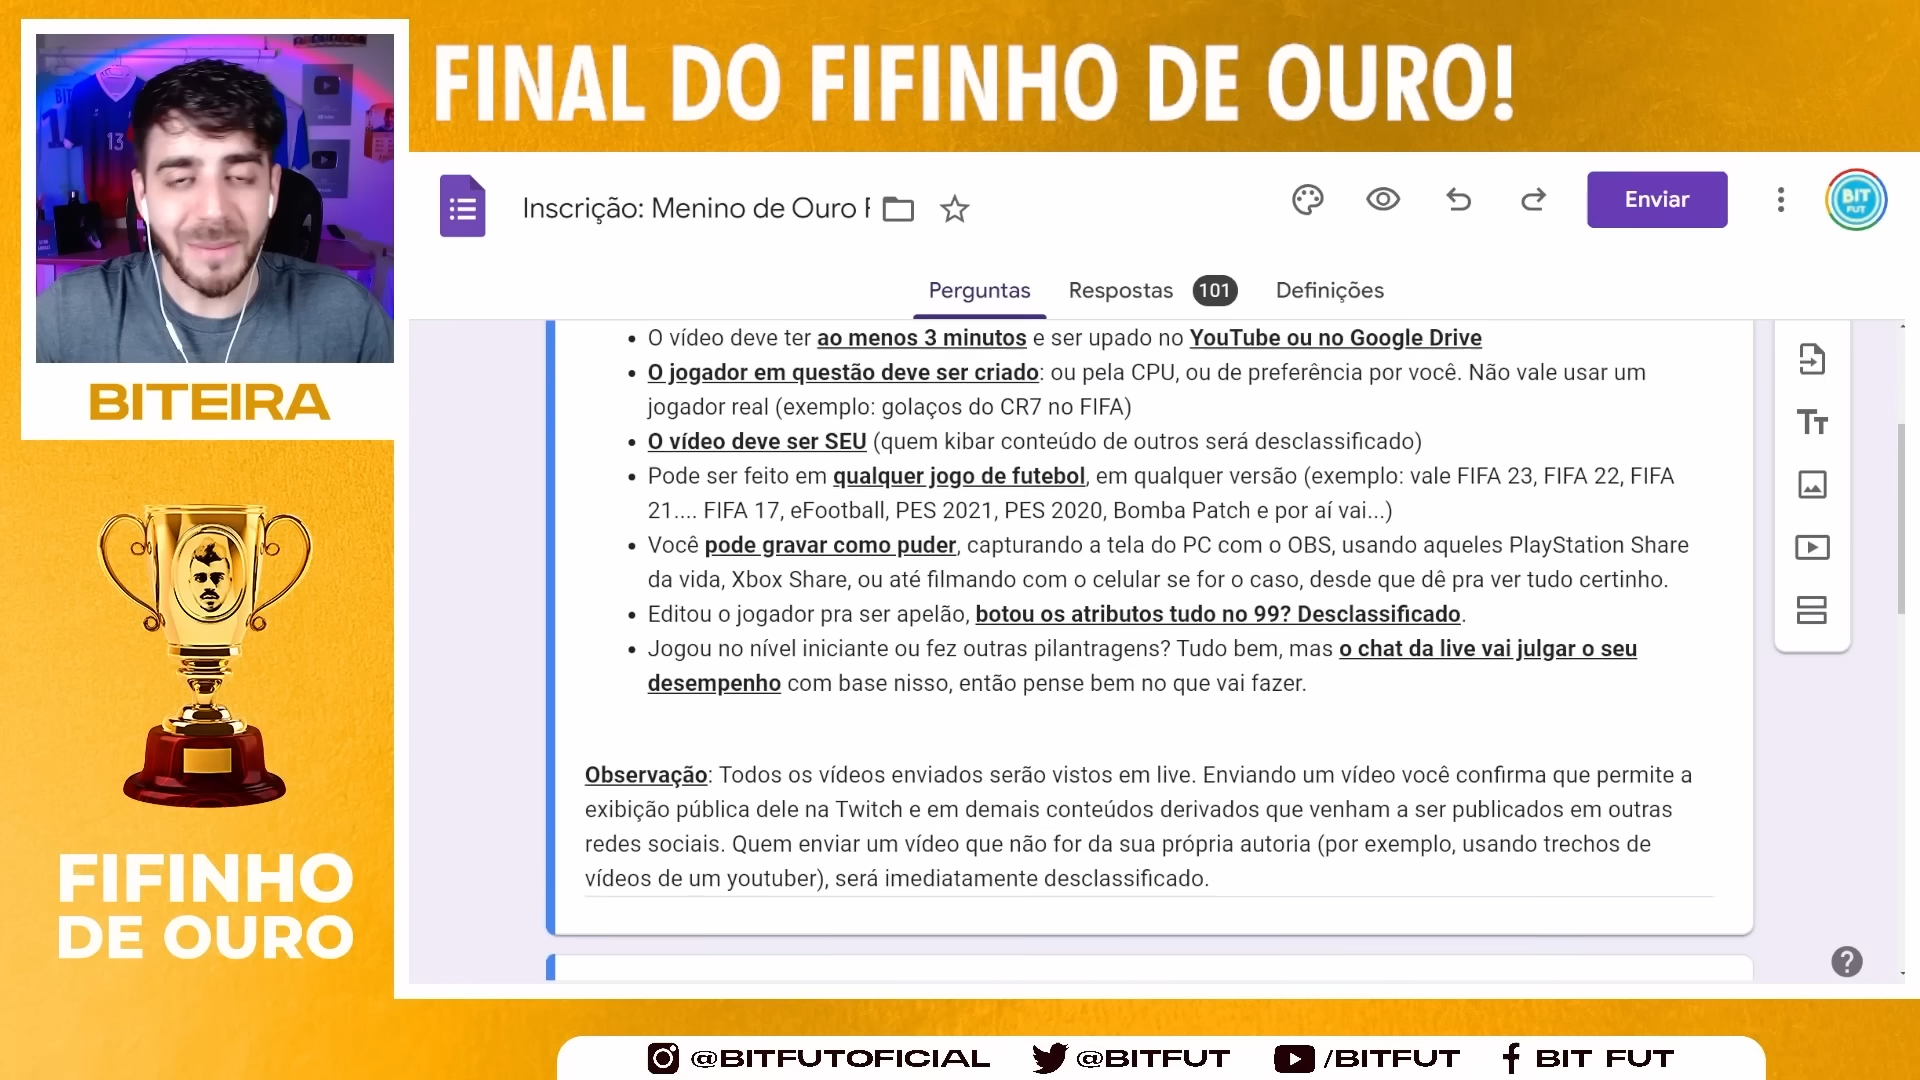 FINAL DO FIFINHO DE OURO!
BIT
13
BITEIRA
FIFINHO
DE OURO
Inscrição: Menino de Ouro F
Enviar
BIT
FUT
Perguntas
Respostas 101
Definições
• O vídeo deve ter ao menos 3 minutos e ser upado no YouTube ou no Google Drive
• O jogador em questão deve ser criado: ou pela CPU, ou de preferência por você. Não vale usar um
jogador real (exemplo: golaços do CR7 no FIFA)
• O vídeo deve ser SEU (quem kibar conteúdo de outros será desclassificado)
• Pode ser feito em qualquer jogo de futebol, em qualquer versão (exemplo: vale FIFA 23, FIFA 22, FIFA
21.... FIFA 17, eFootball, PES 2021, PES 2020, Bomba Patch e por aí vai...)
• Você pode gravar como puder, capturando a tela do PC com o OBS, usando aqueles PlayStation Share
da vida, Xbox Share, ou até filmando com o celular se for o caso, desde que dê pra ver tudo certinho.
• Editou o jogador pra ser apelão, botou os atributos tudo no 99? Desclassificado.
• Jogou no nível iniciante ou fez outras pilantragens? Tudo bem, mas o chat da live vai julgar o seu
desempenho com base nisso, então pense bem no que vai fazer.
Observação: Todos os vídeos enviados serão vistos em live. Enviando um vídeo você confirma que permite a
exibição pública dele na Twitch e em demais conteúdos derivados que venham a ser publicados em outras
redes sociais. Quem enviar um vídeo que não for da sua própria autoria (por exemplo, usando trechos de
vídeos de um youtuber), será imediatamente desclassificado.
@BITFUTOFICIAL
@BITFUT
/BITFUT
BIT FUT